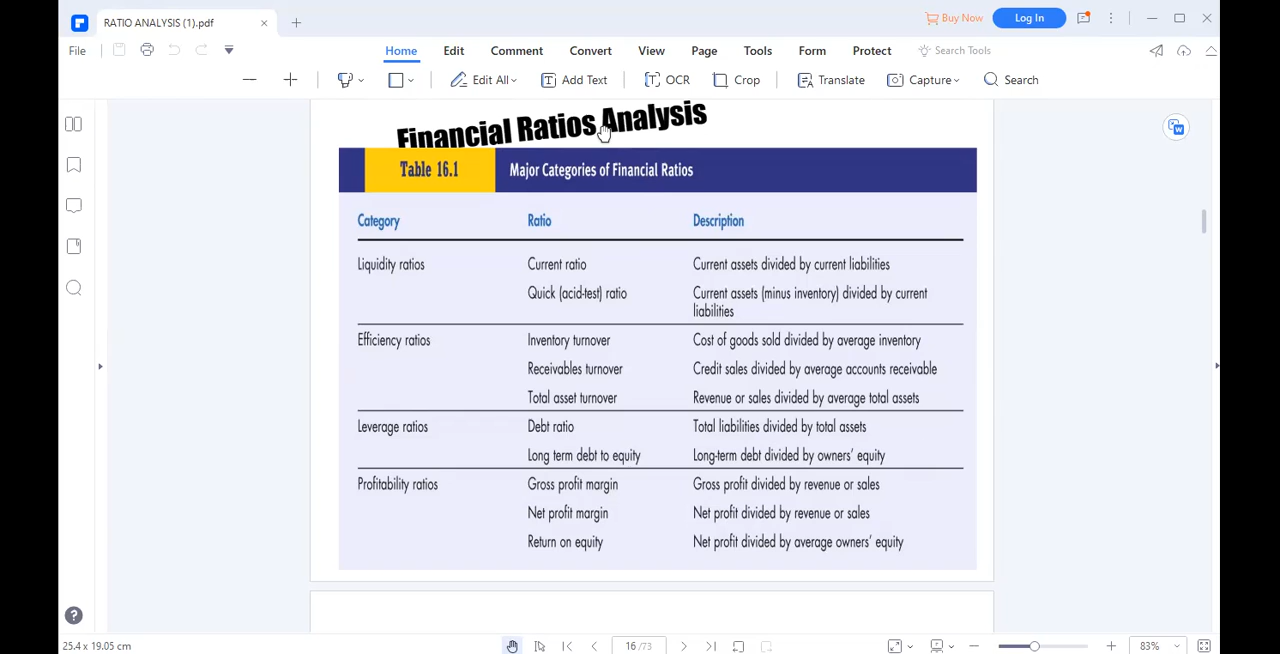 RATIO ANALYSIS (1).pdf
Buy Now
Log In
File
Home
Edit
Comment
Convert
View
Page
Tools
Form
Protect
Search Tools
Edit All
Add Text
OCR
Crop
Translate
Capture
Search
Financial Ratios Analysis
Table 16.1 Major Categories of Financial Ratios
Category Ratio Description
Liquidity ratios Current ratio Current assets divided by current liabilities
Quick (acid-test) ratio Current assets (minus inventory) divided by current
liabilities
Efficiency ratios Inventory turnover Cost of goods sold divided by average inventory
Receivables turnover Credit sales divided by average accounts receivable
Total asset turnover Revenue or sales divided by average total assets
Leverage ratios Debt ratio Total liabilities divided by total assets
Long term debt to equity Long-term debt divided by owners' equity
Profitability ratios Gross profit margin Gross profit divided by revenue or sales
Net profit margin Net profit divided by revenue or sales
Return on equity Net profit divided by average owners' equity
25.4 x 19.05 cm
16 /73
83%